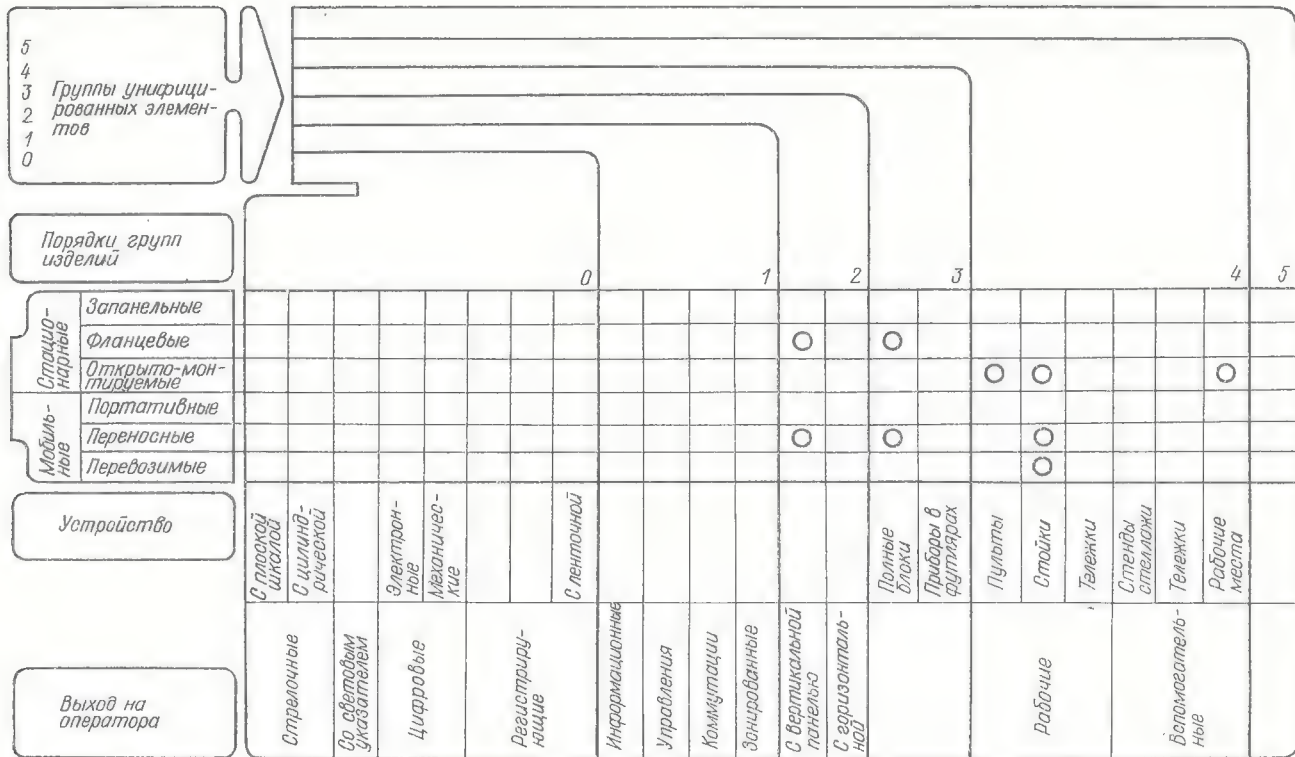 5
4
3
2
1
0
Группы унифици-
рованных элемен-
тов
Порядки групп
изделий
0
1
2
3
4
5
Стацио-
нарные
Запанельные
Фланцевые
Открыто-мон-
тируемые
Мобиль-
ные
Портативные
Переносные
Перевозимые
Устройство
С плоской
шкалой
С цилинд-
рической
Электрон-
ные
Механичес-
кие
С ленточной
Полные
блоки
Приборы в
футлярах
Пульты
Стойки
Тележки
Стенды
стеллажи
Тележки
Рабочие
места
Выход на
оператора
Стрелочные
Со световым
указателем
Цифровые
Регистриру-
ющие
Информационные
Управления
Коммутации
Зонированные
С вертикальной
панелью
С горизонталь-
ной
Рабочие
Вспомогатель-
ные